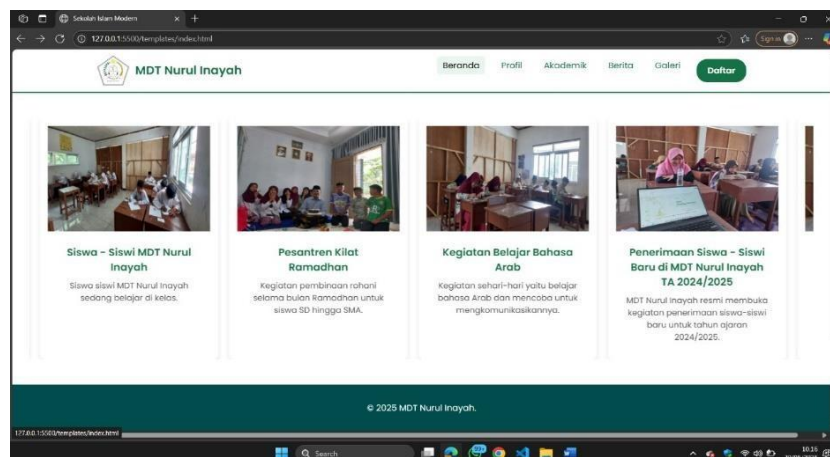 Sekolah Islam Modern
127.0.0.1:5500/templates/index.html
Sign in
MDT Nurul Inayah
Beranda Profil Akademik Berita Galeri Daftar
Siswa - Siswi MDT Nurul
Inayah
Siswa siswi MDT Nurul Inayah
sedang belajar di kelas.
Pesantren Kilat
Ramadhan
Kegiatan pembinaan rohani
selama bulan Ramadhan untuk
siswa SD hingga SMA.
Kegiatan Belajar Bahasa
Arab
Kegiatan sehari-hari yaitu belajar
bahasa Arab dan mencoba untuk
mengkomunikasikannya.
Penerimaan Siswa - Siswi
Baru di MDT Nurul Inayah
TA 2024/2025
MDT Nurul Inayah resmi membuka
kegiatan penerimaan siswa-siswi
baru untuk tahun ajaran
2024/2025.
© 2025 MDT Nurul Inayah.
127.0.0.1:5500/templates/index.html
Search
99+
10.16